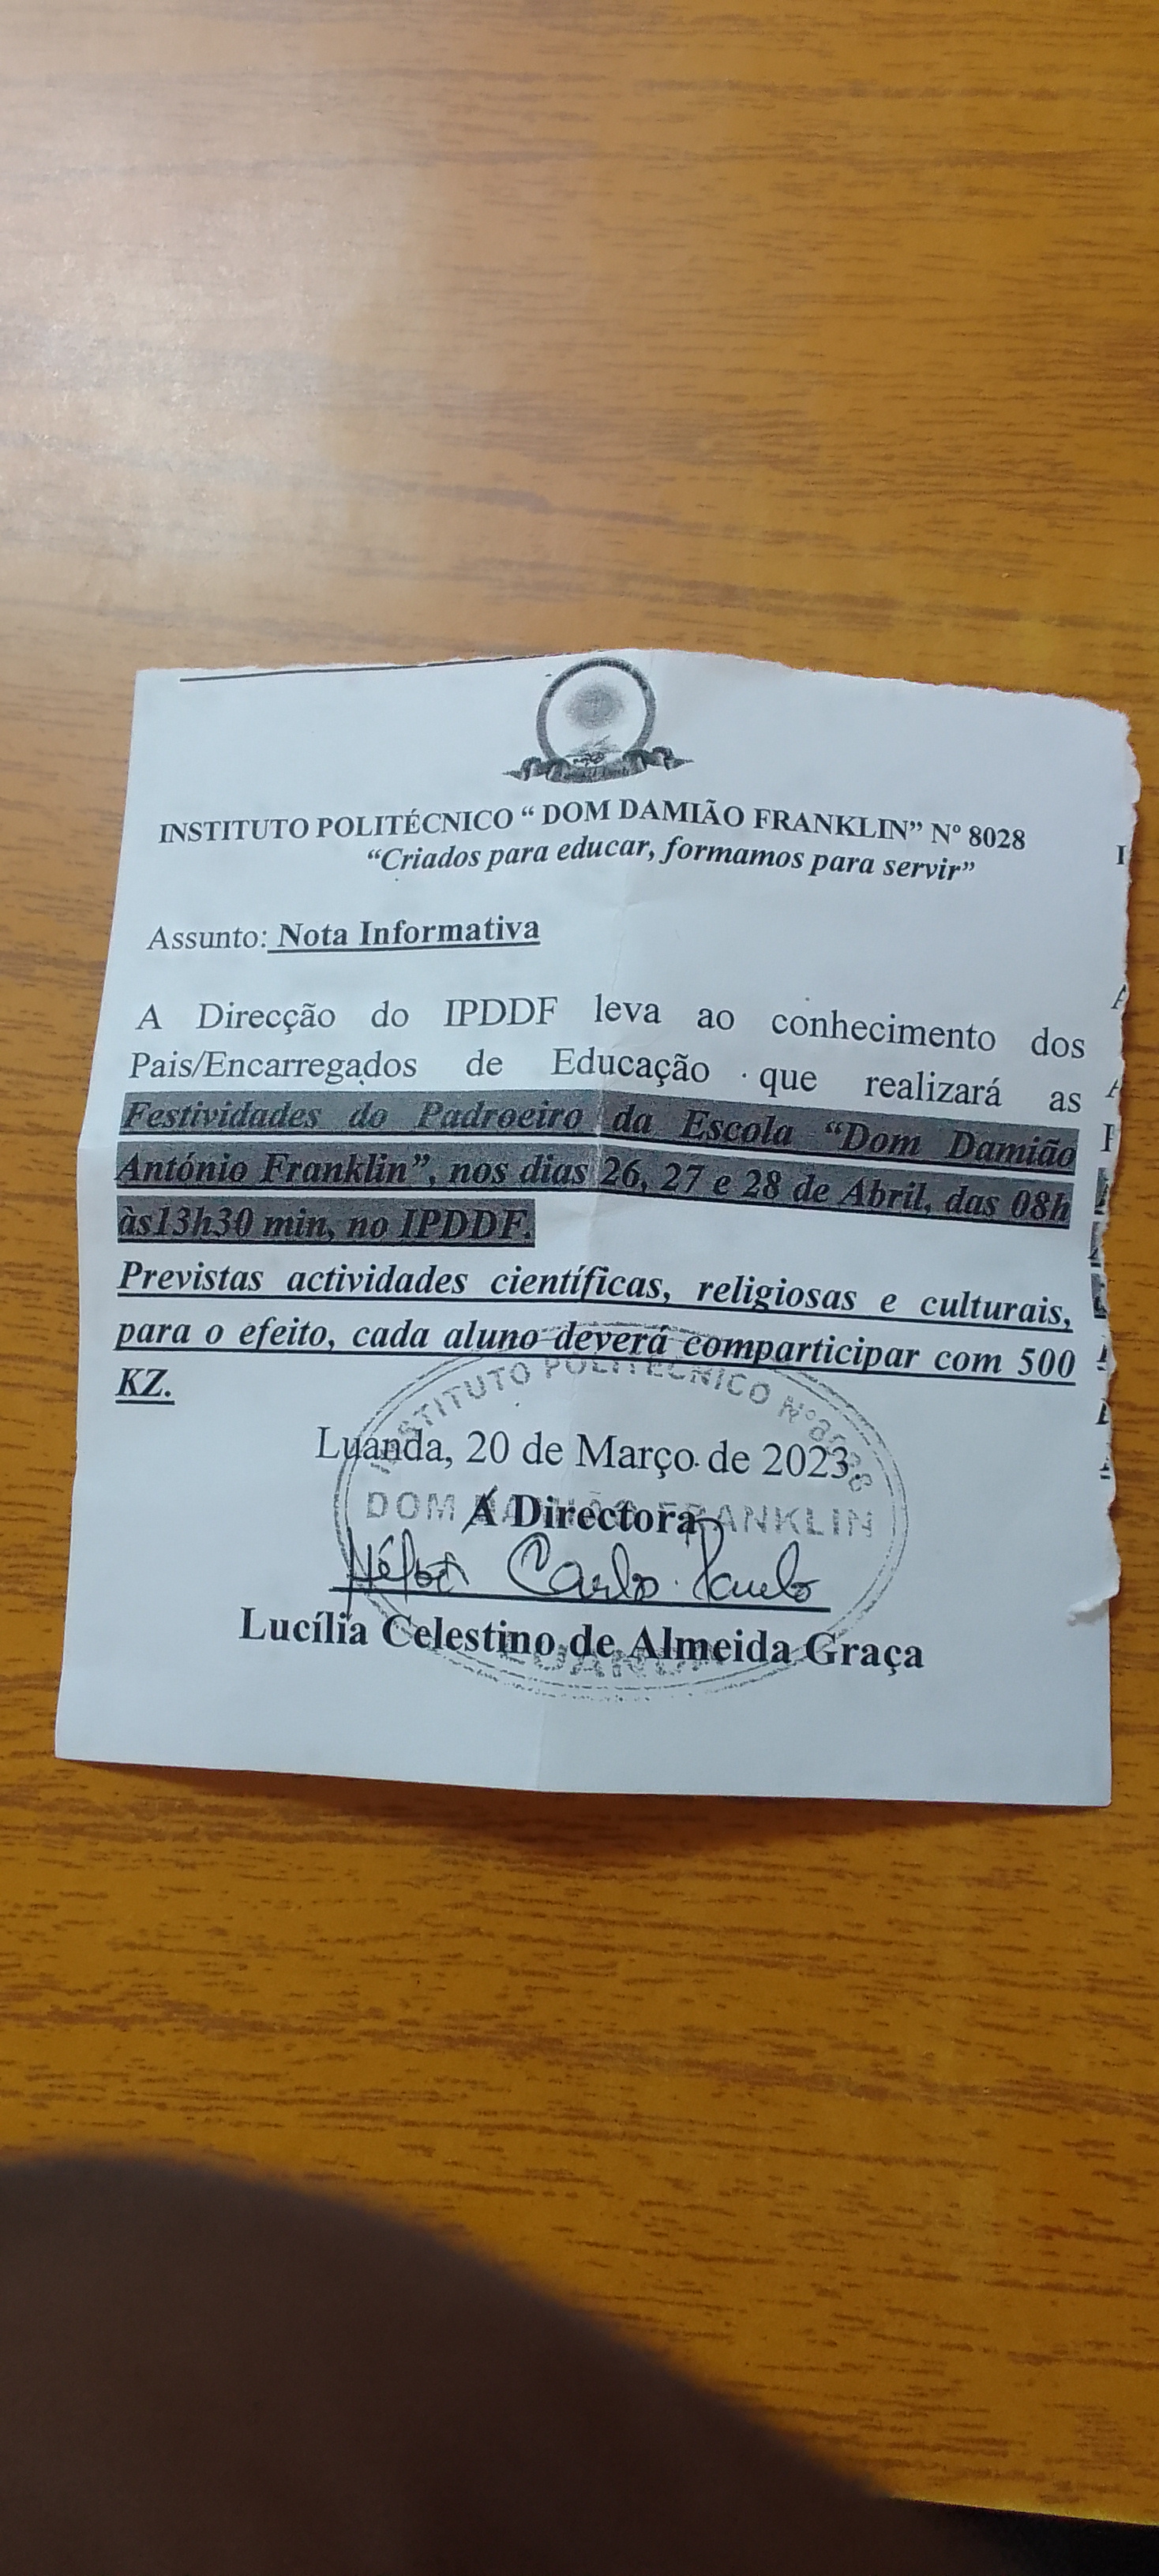 INSTITUTO POLITÉCNICO “ DOM DAMIÃO FRANKLIN” Nº 8028
“Criados para educar, formamos para servir”
Assunto: Nota Informativa
A Direcção do IPDDF leva ao conhecimento dos
Pais/Encarregados de Educação que realizará as
Festividades do Padroeiro da Escola “Dom Damião
António Franklin”, nos dias 26, 27 e 28 de Abril, das 08h
às13h30 min, no IPDDF.
Previstas actividades científicas, religiosas e culturais,
para o efeito, cada aluno deverá comparticipar com 500
KZ.
INSTITUTO POLITÉCNICO Nº8028
Luanda, 20 de Março de 2023.
DOM DAMIÃO FRANKLIN
A Directora
Carlos Paulo
Lucília Celestino de Almeida Graça
LUANDA